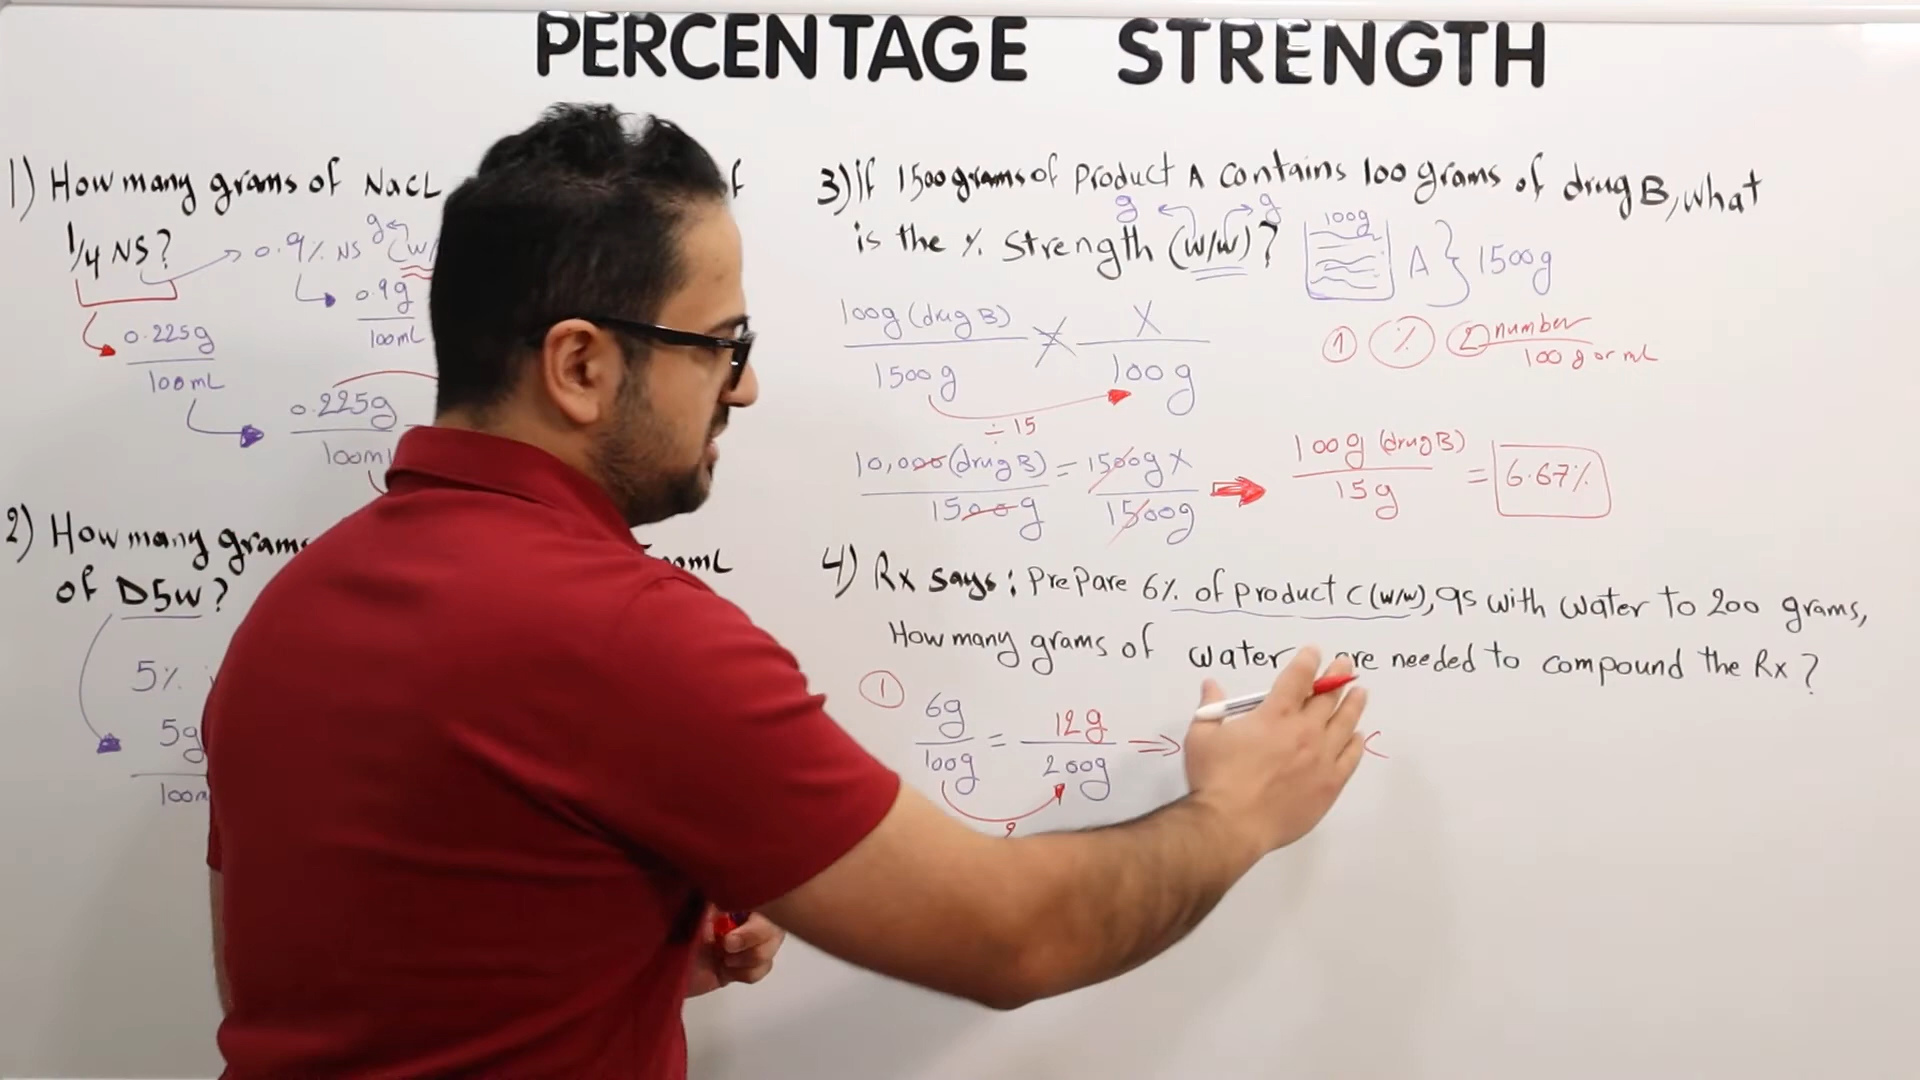 PERCENTAGE STRENGTH
1) How many grams of NaCL
f
1/4 NS?
0.9% NS
g
(w/
0.9g
100mL
0.225g
100mL
0.225g
100mL
2) How many grams
mL
of D5W?
5%
5g
100m
3) if 1500 grams of Product A contains 100 grams of drug B, what
is the % Strength (w/w)?
g
g
100g
A } 1500g
100g (drug B)
1500g
X
100g
÷15
1 % 2 number
100 g or mL
10,000 (drug B) = 1500g X
1500g 1500g
100g (drug B)
15g
= 6.67%
4) Rx says: Prepare 6% of Product C (w/w), qs with water to 200 grams,
How many grams of water are needed to compound the Rx?
1
6g = 12g
100g 200g